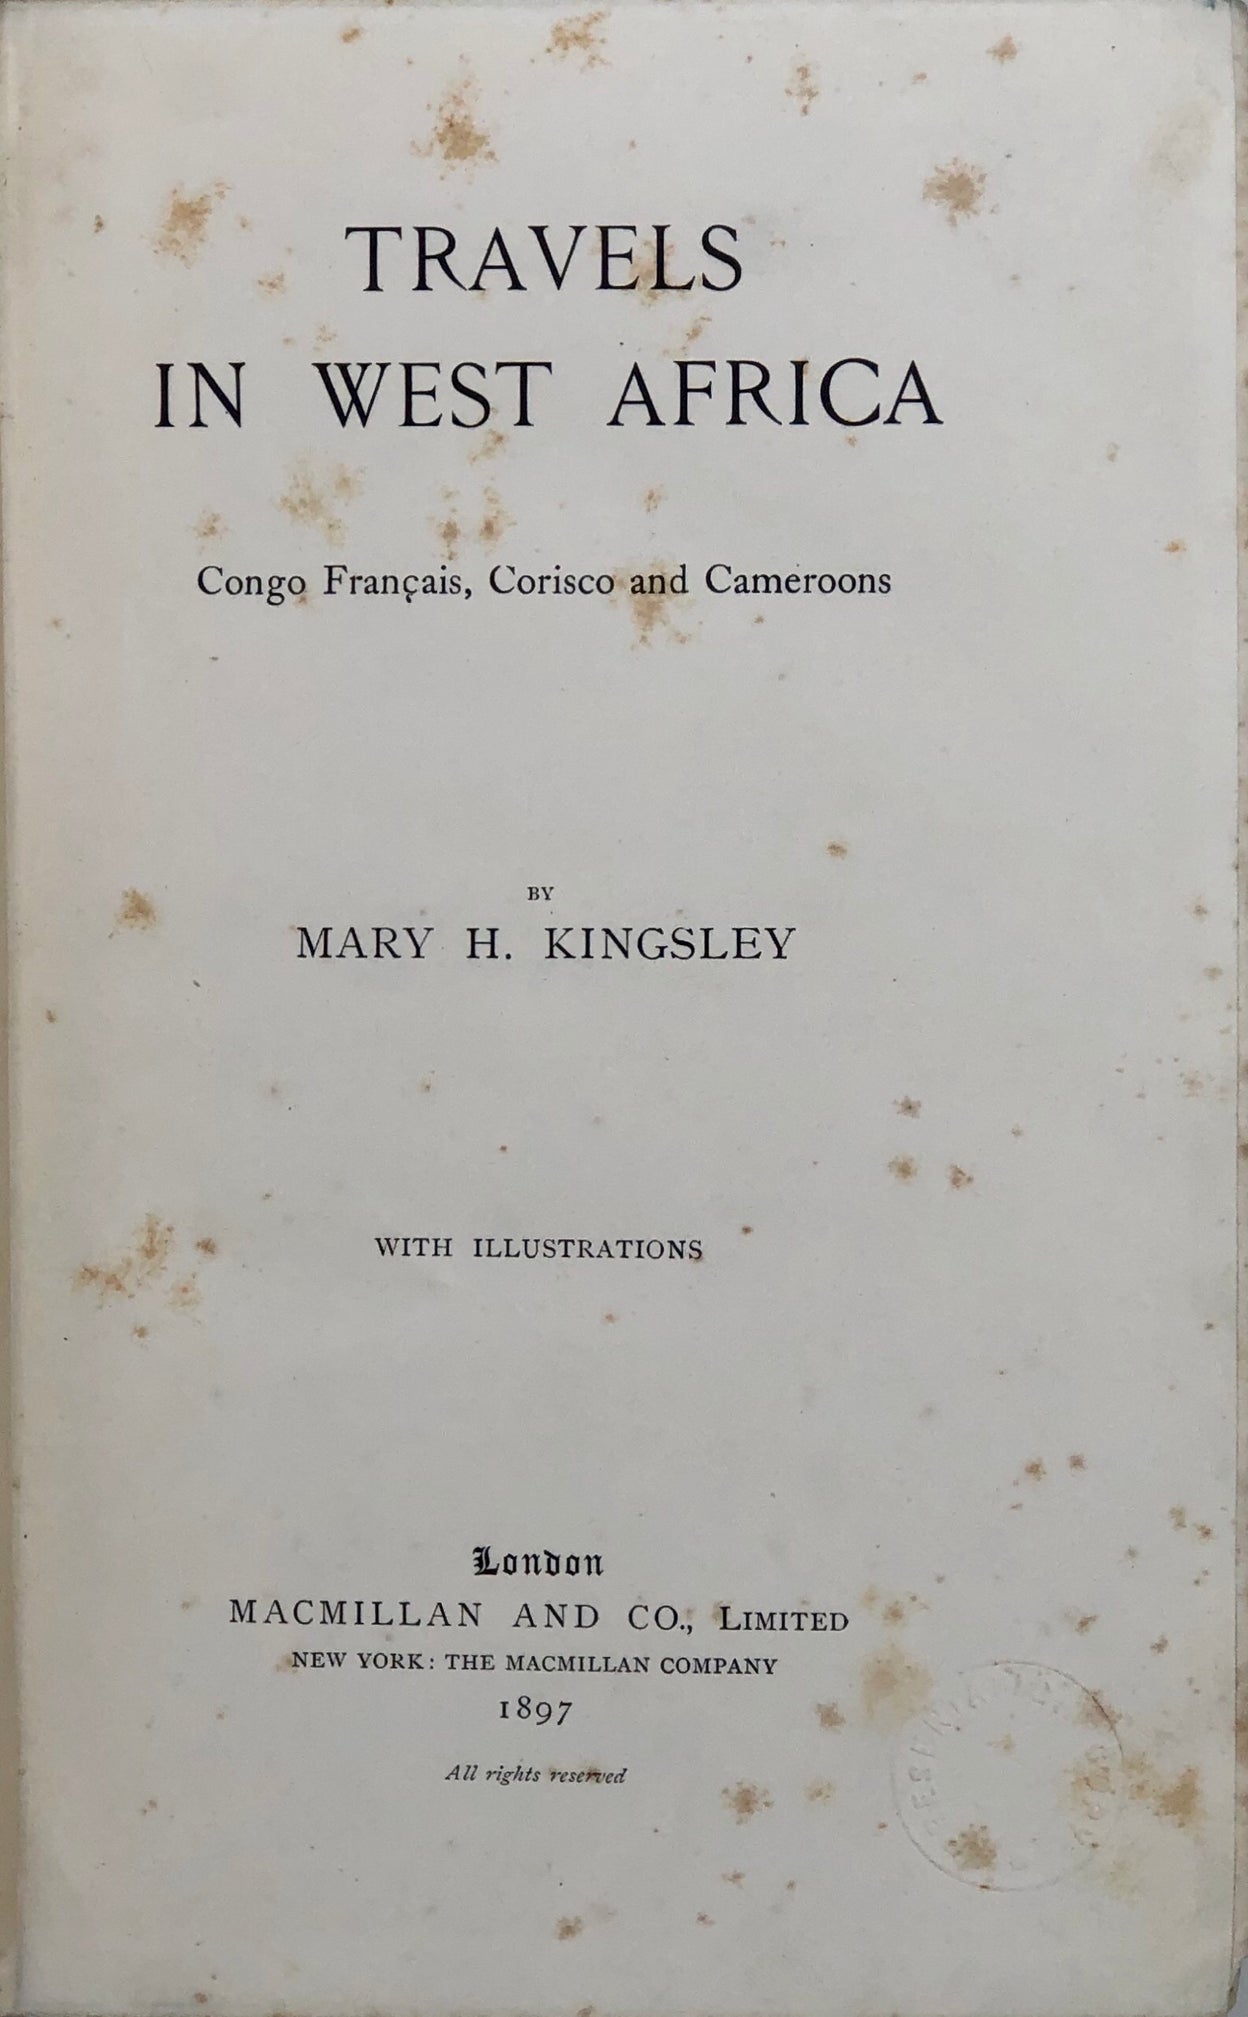 TRAVELS
IN WEST AFRICA
Congo Français, Corisco and Cameroons
BY
MARY H. KINGSLEY
WITH ILLUSTRATIONS
London
MACMILLAN AND CO., LIMITED
NEW YORK: THE MACMILLAN COMPANY
1897
All rights reserved